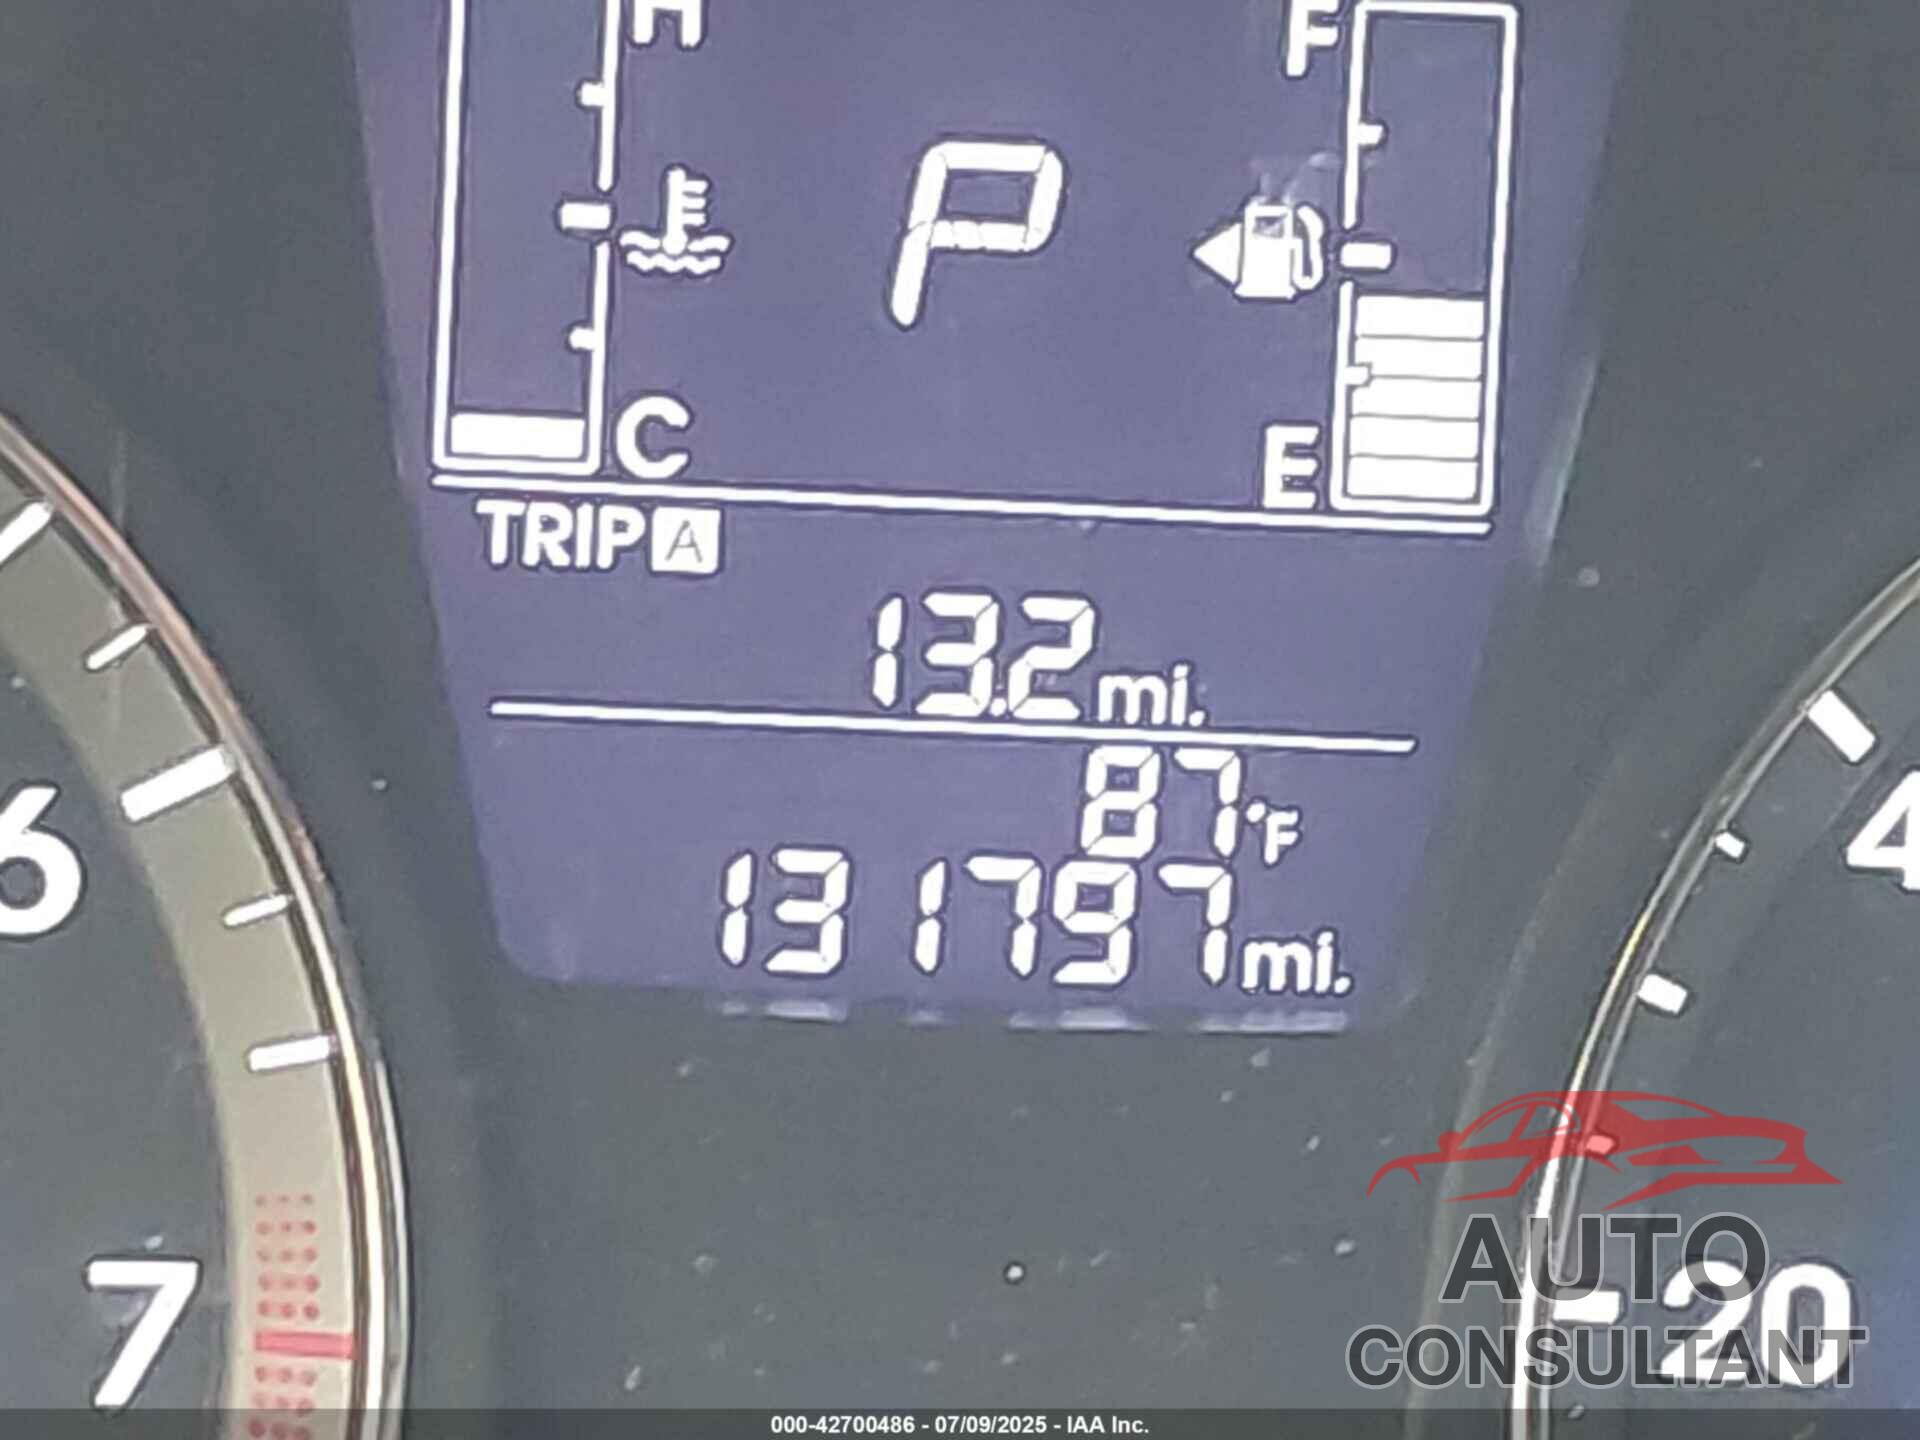 H
F
P
C
E
TRIP A
13.2 mi.
87°F
131797 mi.
6
7
4
20
AUTO
CONSULTANT
000-42700486 - 07/09/2025 - IAA Inc.